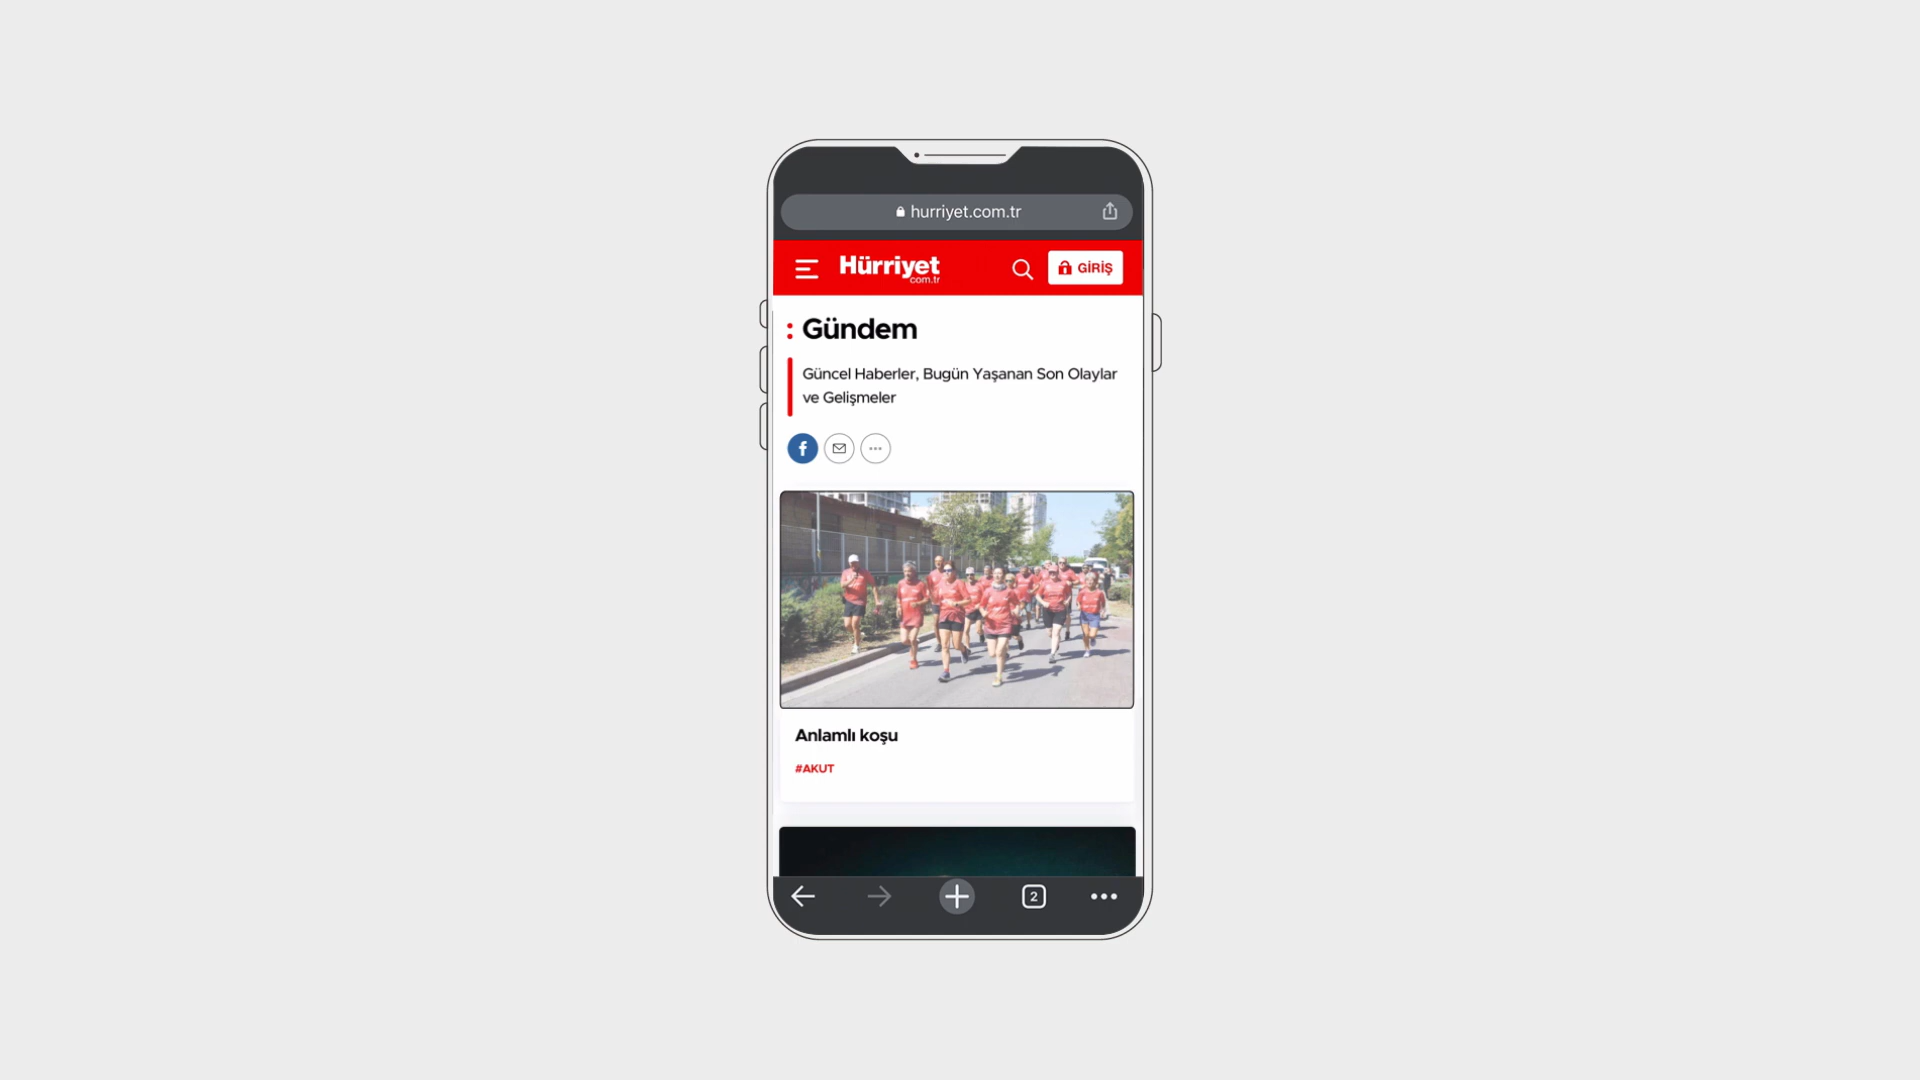 hurriyet.com.tr
Hürriyet
com.tr
GİRİŞ
: Gündem
Güncel Haberler, Bugün Yaşanan Son Olaylar
ve Gelişmeler
Anlamlı koşu
#AKUT
2